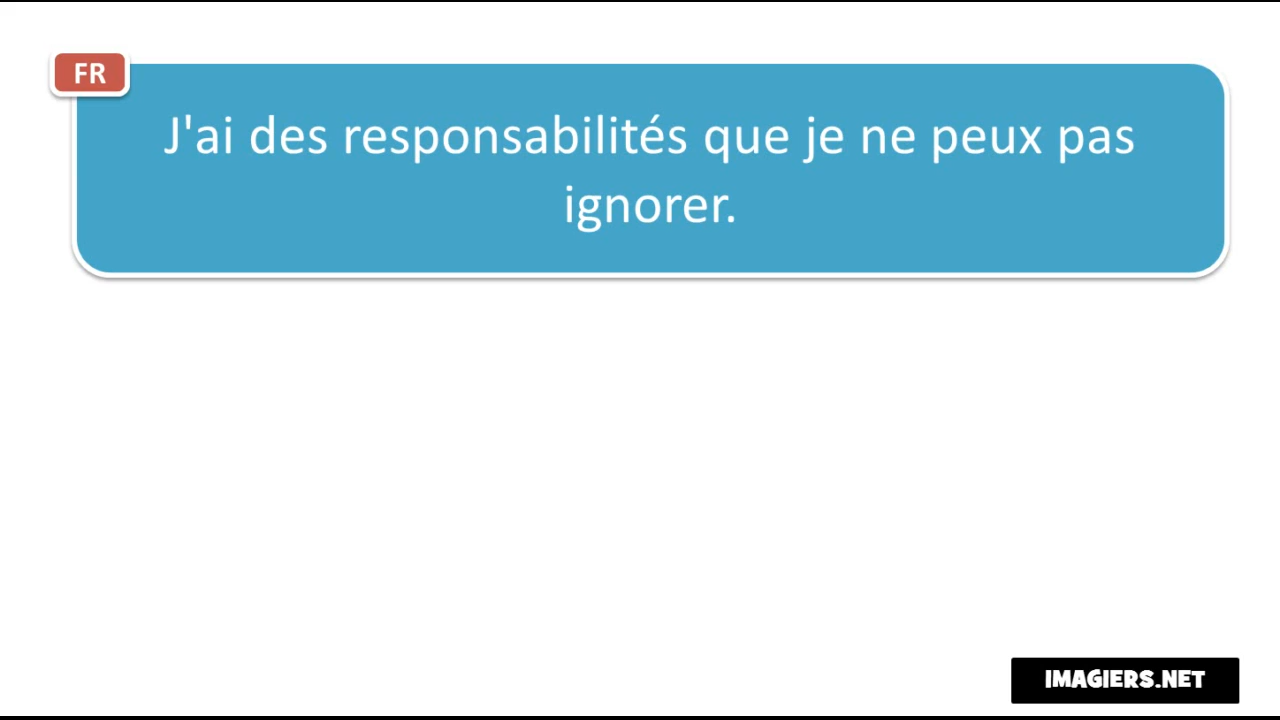 FR
J'ai des responsabilités que je ne peux pas
ignorer.
IMAGIERS.NET